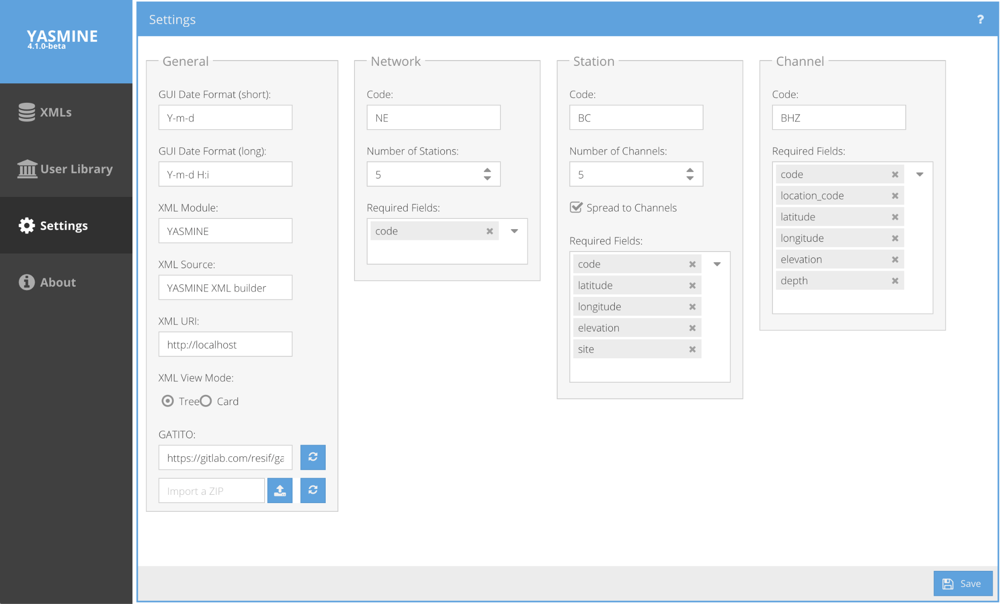 YASMINE
4.1.0-beta
XMLs
User Library
Settings
About
Settings
?
General
GUI Date Format (short):
Y-m-d
GUI Date Format (long):
Y-m-d H:i
XML Module:
YASMINE
XML Source:
YASMINE XML builder
XML URI:
http://localhost
XML View Mode:
Tree Card
GATITO:
https://gitlab.com/resif/ga
Import a ZIP
Network
Code:
NE
Number of Stations:
5
Required Fields:
code
Station
Code:
BC
Number of Channels:
5
Spread to Channels
Required Fields:
code
latitude
longitude
elevation
site
Channel
Code:
BHZ
Required Fields:
code
location_code
latitude
longitude
elevation
depth
Save